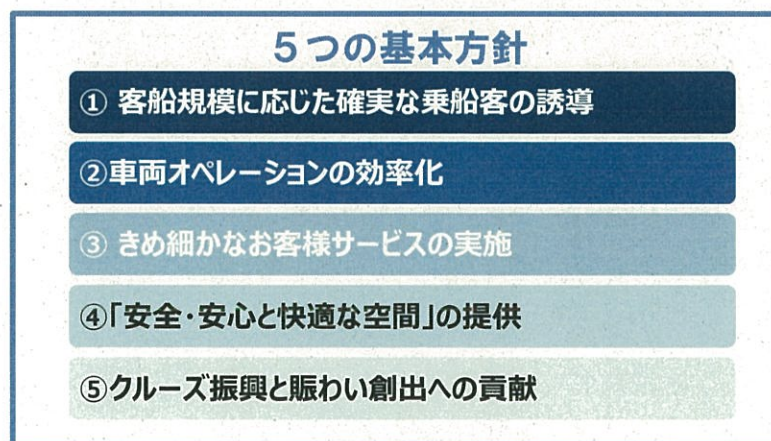 5つの基本方針
① 客船規模に応じた確実な乗船客の誘導
②車両オペレーションの効率化
③ きめ細かなお客様サービスの実施
④「安全・安心と快適な空間」の提供
⑤クルーズ振興と賑わい創出への貢献